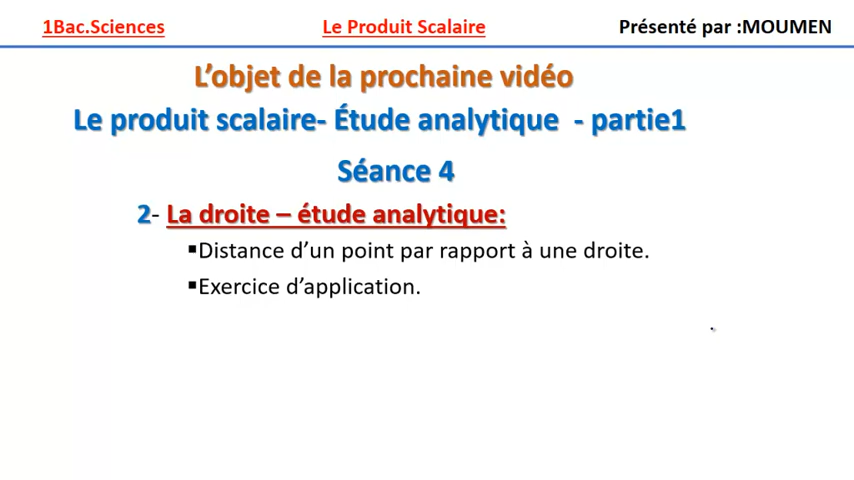 1Bac.Sciences Le Produit Scalaire Présenté par :MOUMEN
L'objet de la prochaine vidéo
Le produit scalaire- Étude analytique - partie1
Séance 4
2- La droite – étude analytique:
▪Distance d'un point par rapport à une droite.
▪Exercice d'application.